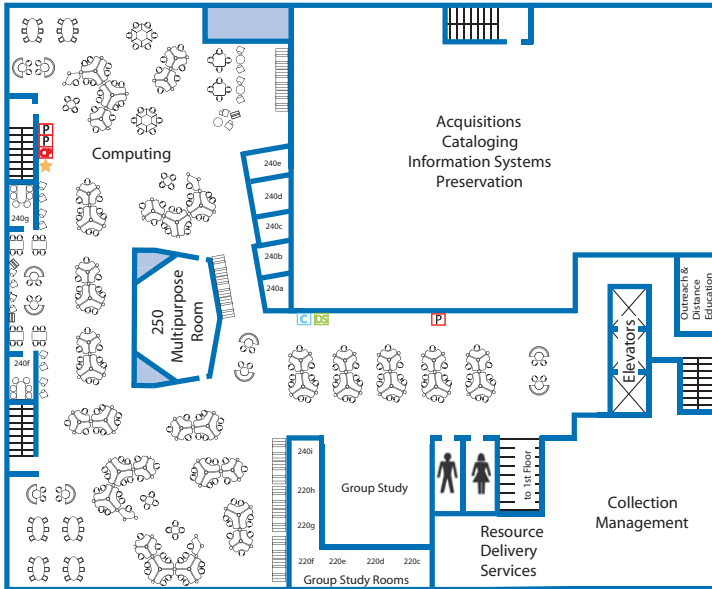 Acquisitions
Cataloging
Information Systems
Preservation
P
P
Computing
240e
240d
240g
240c
240b
250
Multipurpose
Room
240a
Outreach &
Distance
Education
C
DS
P
Elevators
240f
240i
220h
220g
Group Study
to 1st Floor
Collection
Management
Resource
Delivery
Services
220f
220e
220d
220c
Group Study Rooms